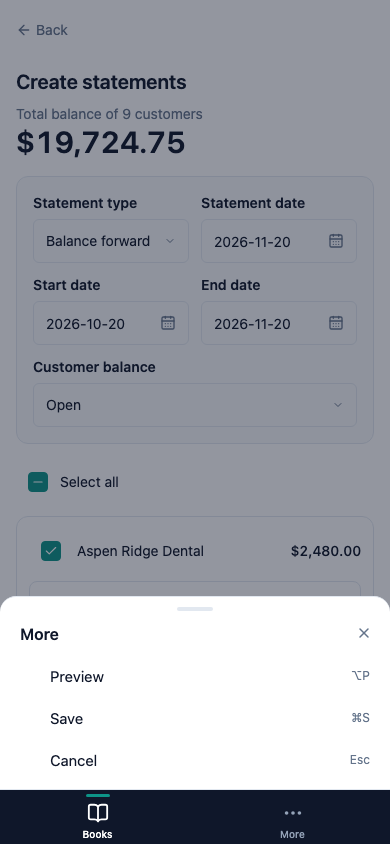 Back
Create statements
Total balance of 9 customers
$19,724.75
Statement type
Statement date
Balance forward
2026-11-20
Start date
End date
2026-10-20
2026-11-20
Customer balance
Open
Select all
Aspen Ridge Dental $2,480.00
More
Preview ⌥P
Save ⌘S
Cancel Esc
Books
More